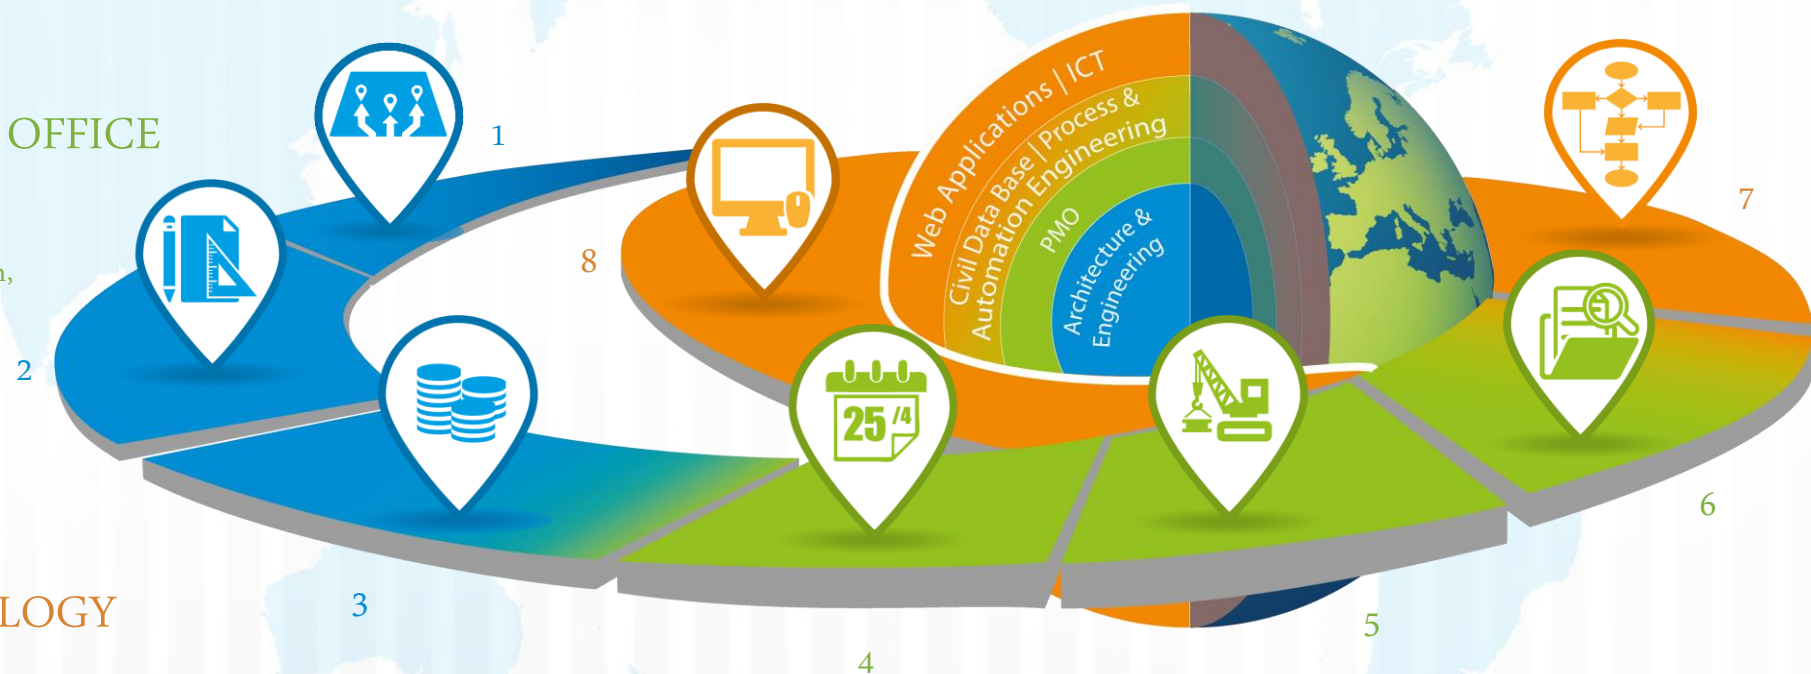 OFFICE
n,
LOGY
1
2
3
4
5
6
7
8
25 /4
Web Applications | ICT
Civil Data Base | Process &
Automation Engineering
PMO
Architecture &
Engineering